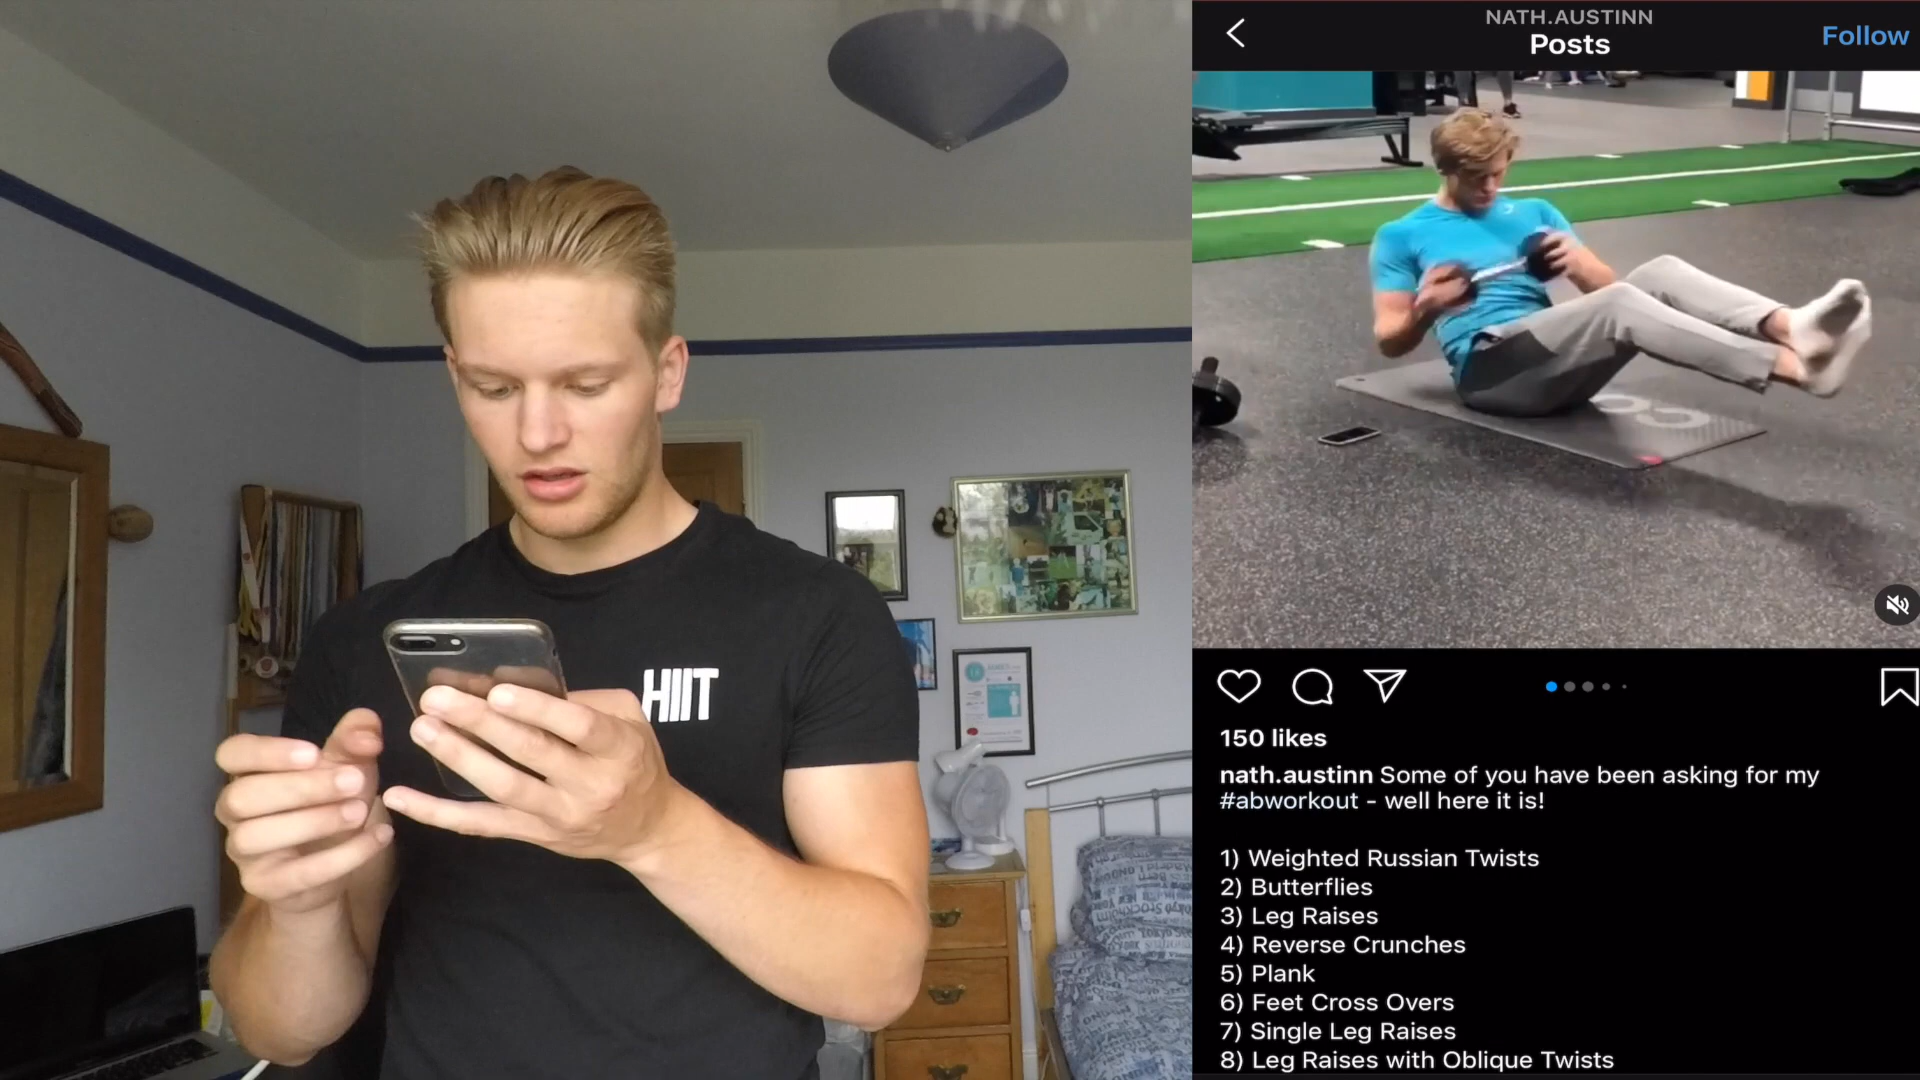 HIIT
NATH.AUSTINN
Posts
Follow
150 likes
nath.austinn Some of you have been asking for my
#abworkout - well here it is!
1) Weighted Russian Twists
2) Butterflies
3) Leg Raises
4) Reverse Crunches
5) Plank
6) Feet Cross Overs
7) Single Leg Raises
8) Leg Raises with Oblique Twists